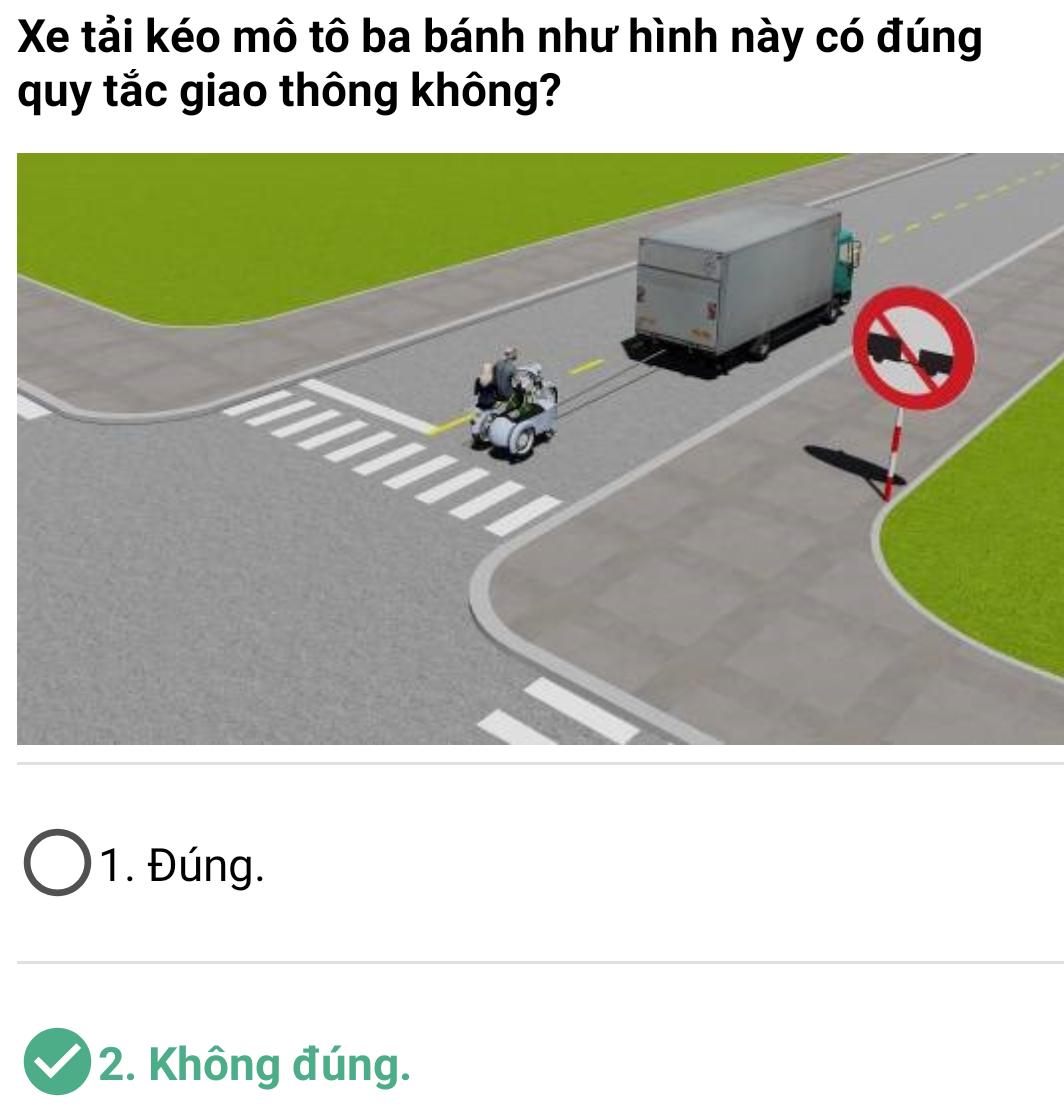 Xe tải kéo mô tô ba bánh như hình này có đúng
quy tắc giao thông không?
1. Đúng.
2. Không đúng.